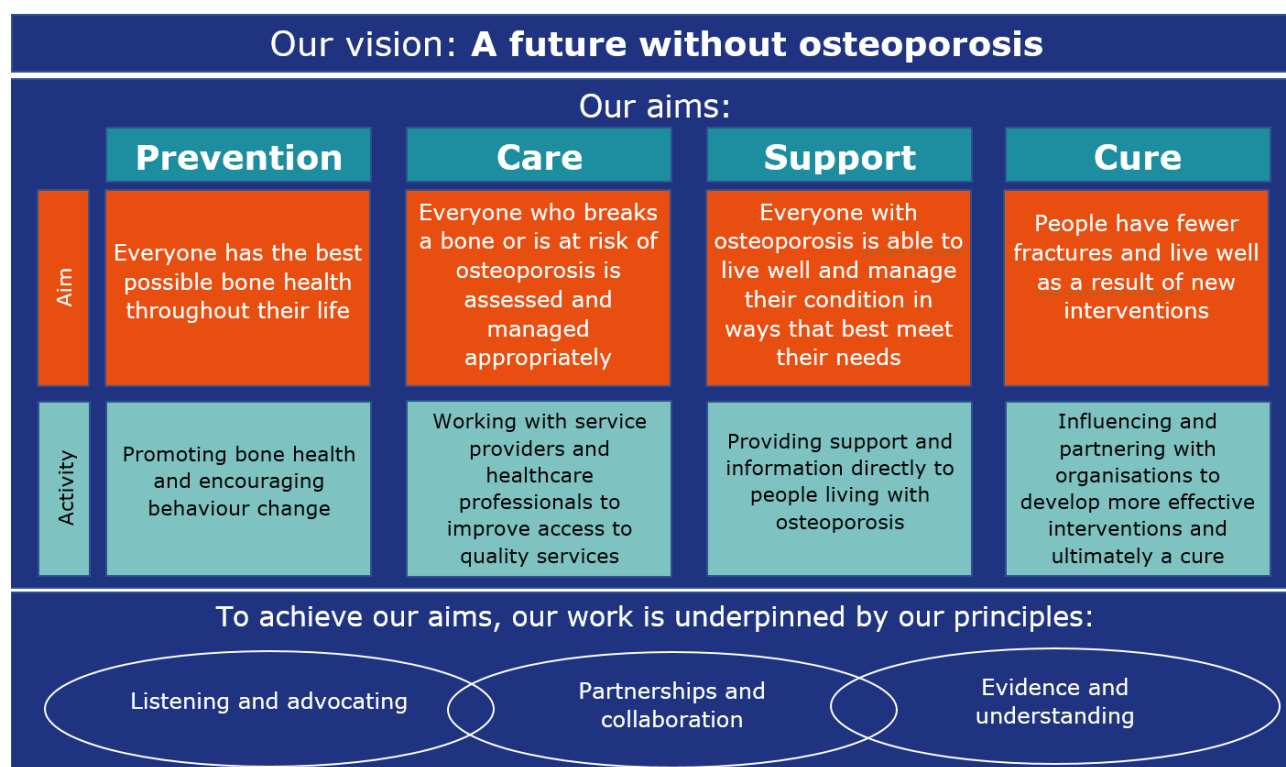 Our vision: A future without osteoporosis
Our aims:
Prevention
Care
Support
Cure
Aim
Everyone has the best
possible bone health
throughout their life
Everyone who breaks
a bone or is at risk of
osteoporosis is
assessed and
managed
appropriately
Everyone with
osteoporosis is able to
live well and manage
their condition in
ways that best meet
their needs
People have fewer
fractures and live well
as a result of new
interventions
Activity
Promoting bone health
and encouraging
behaviour change
Working with service
providers and
healthcare
professionals to
improve access to
quality services
Providing support and
information directly to
people living with
osteoporosis
Influencing and
partnering with
organisations to
develop more effective
interventions and
ultimately a cure
To achieve our aims, our work is underpinned by our principles:
Listening and advocating
Partnerships and
collaboration
Evidence and
understanding